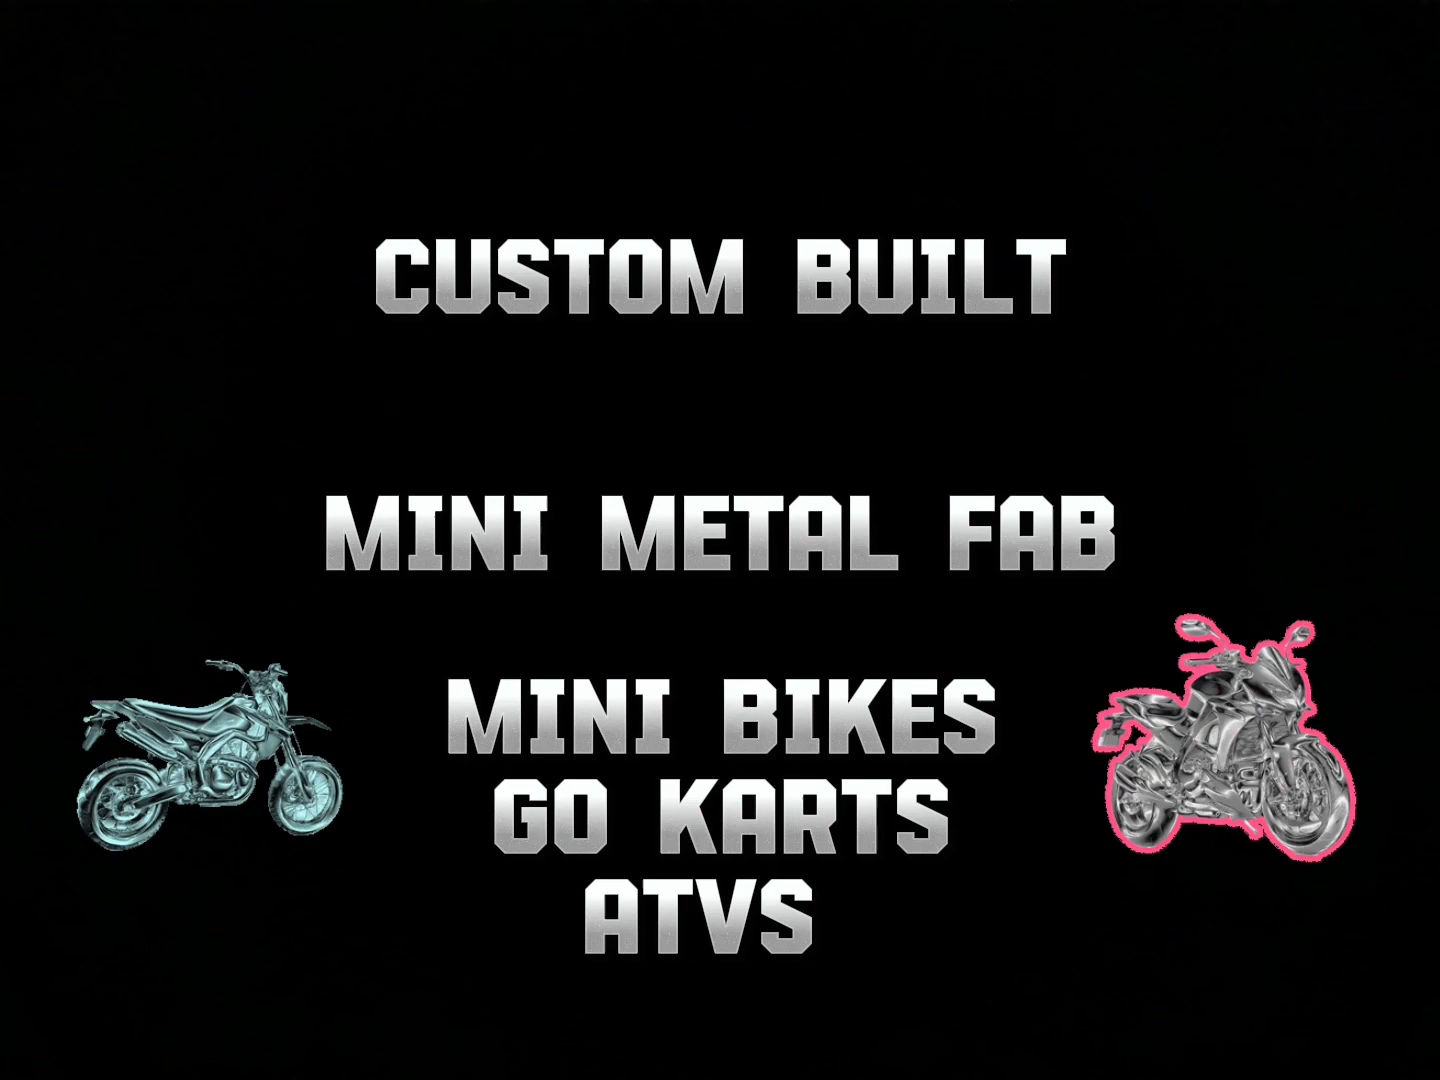 CUSTOM BUILT
MINI METAL FAB
MINI BIKES
GO KARTS
ATVS